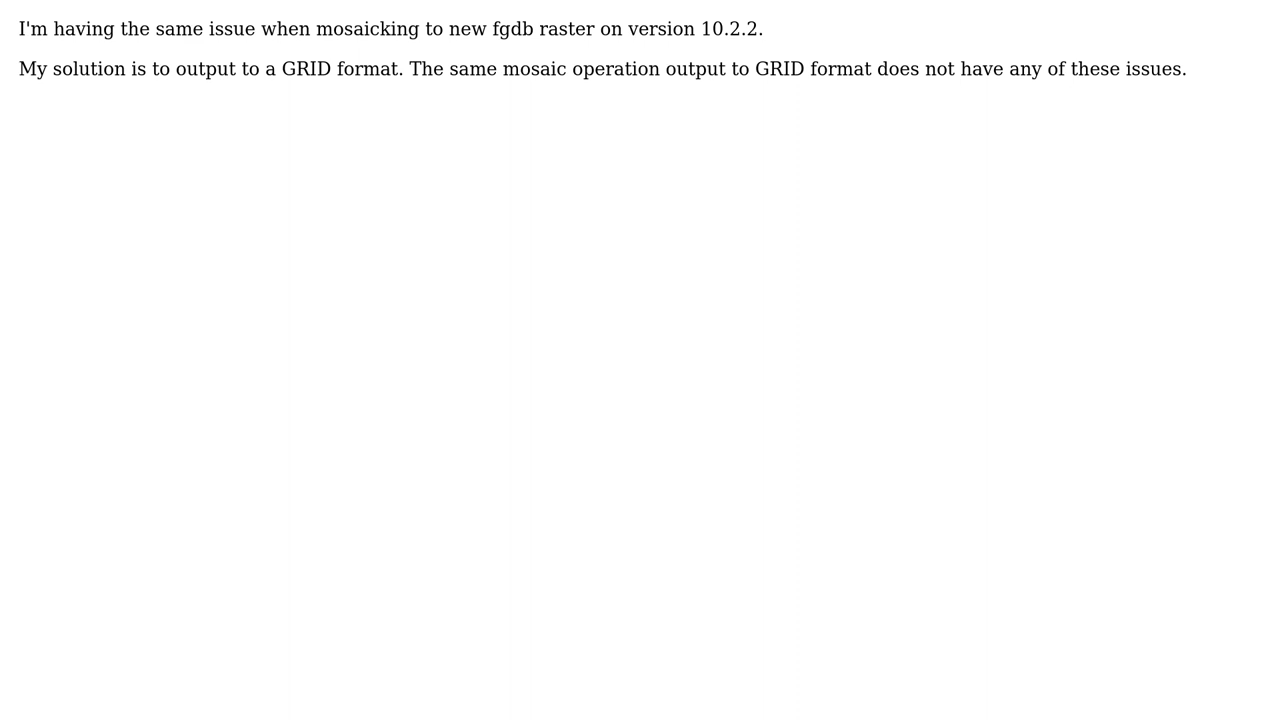 I'm having the same issue when mosaicking to new fgdb raster on version 10.2.2.
My solution is to output to a GRID format. The same mosaic operation output to GRID format does not have any of these issues.